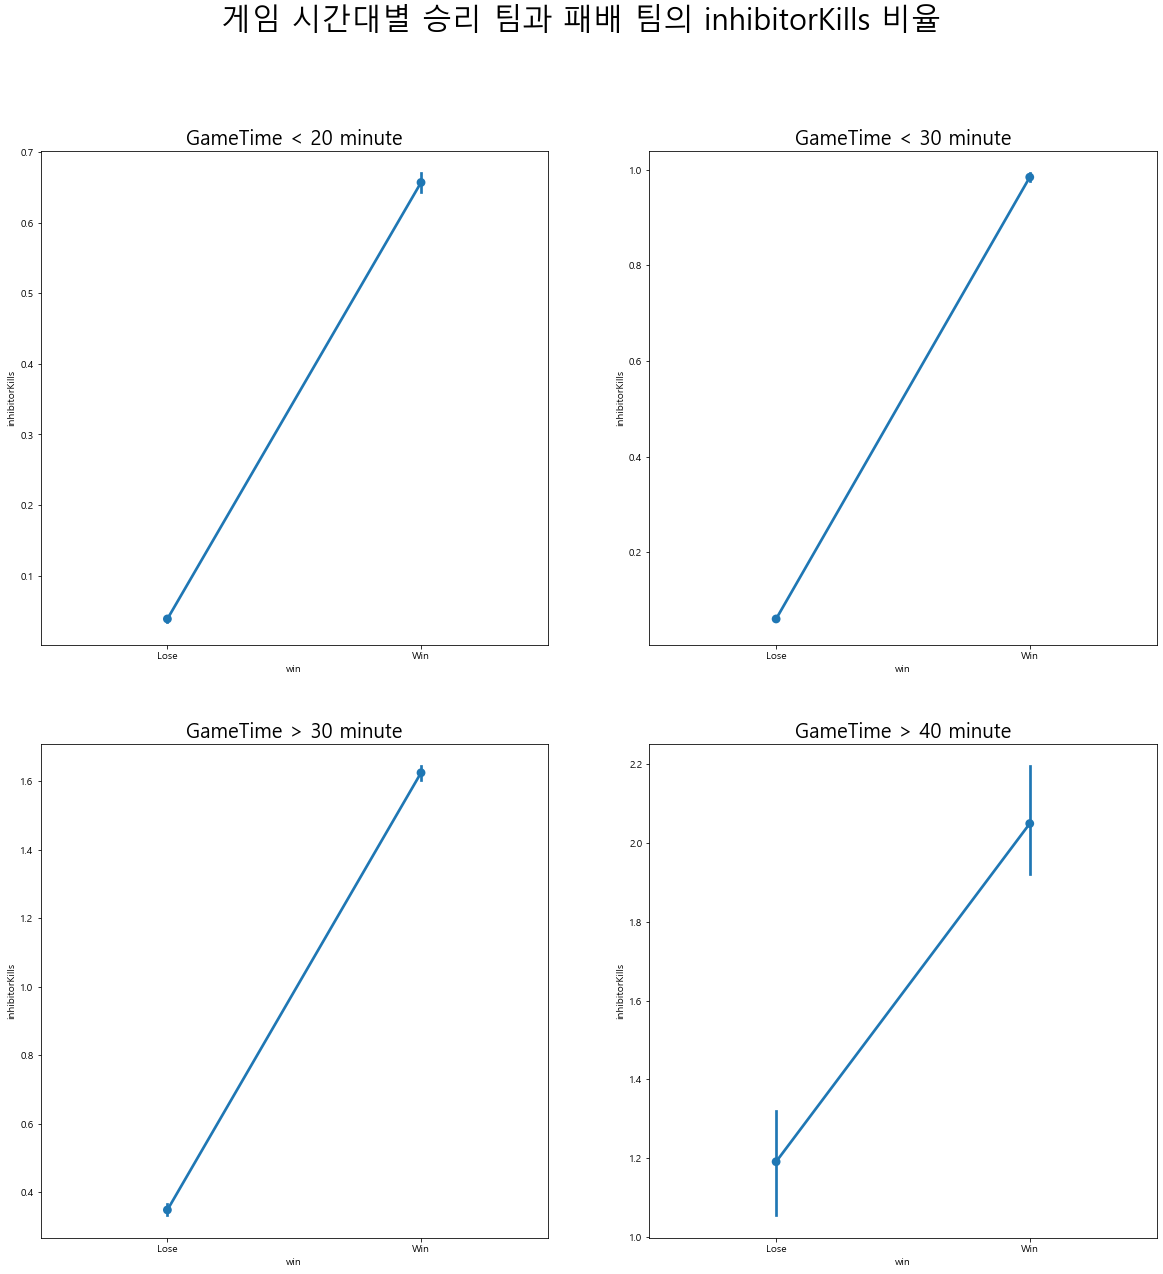 게임 시간대별 승리 팀과 패배 팀의 inhibitorKills 비율
GameTime < 20 minute
0.7
0.6
0.5
0.4
0.3
0.2
0.1
inhibitorKills
Lose
Win
win
GameTime < 30 minute
1.0
0.8
0.6
0.4
0.2
inhibitorKills
Lose
Win
win
GameTime > 30 minute
1.6
1.4
1.2
1.0
0.8
0.6
0.4
inhibitorKills
Lose
Win
win
GameTime > 40 minute
2.2
2.0
1.8
1.6
1.4
1.2
1.0
inhibitorKills
Lose
Win
win